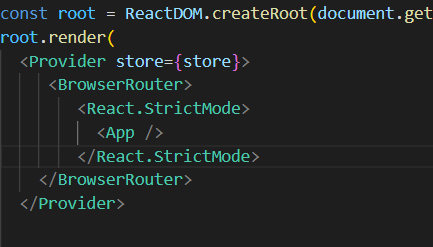 const root = ReactDOM.createRoot(document.get
root.render(
<Provider store={store}>
<BrowserRouter>
<React.StrictMode>
<App />
</React.StrictMode>
</BrowserRouter>
</Provider>